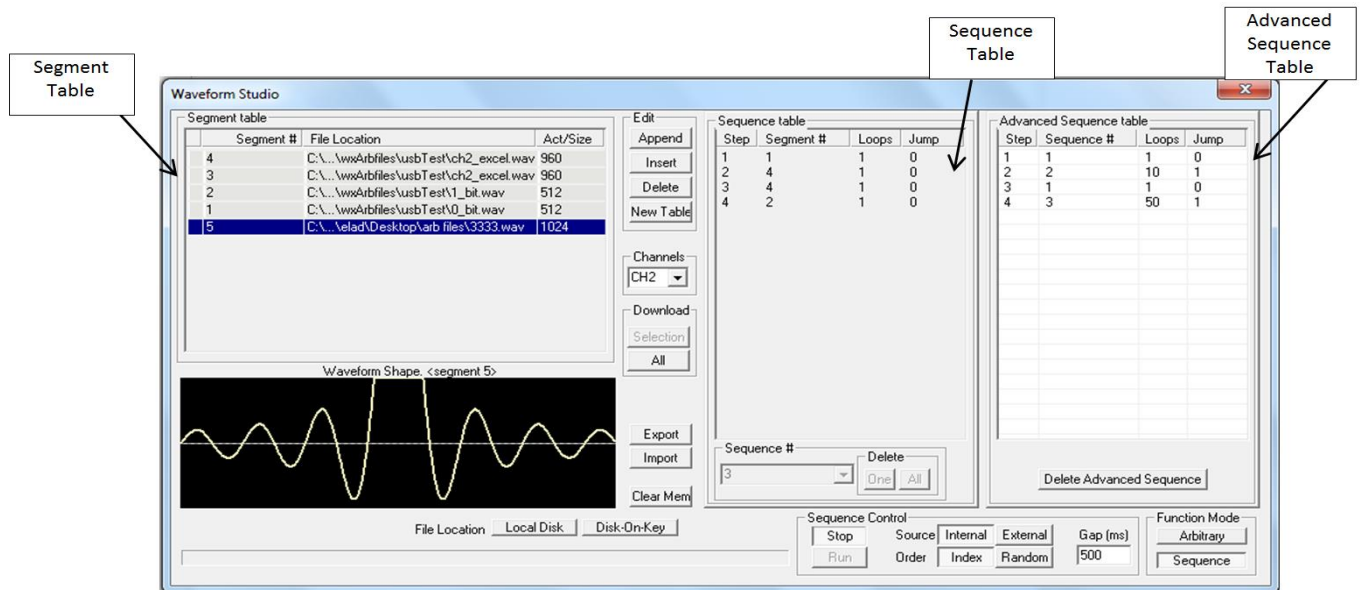 Segment
Table
Sequence
Table
Advanced
Sequence
Table
Waveform Studio
Segment table
Segment # File Location Act/Size
4 C:\...\wxArbfiles\usbTest\ch2_excel.wav 960
3 C:\...\wxArbfiles\usbTest\ch2_excel.wav 960
2 C:\...\wxArbfiles\usbTest\1_bit.wav 512
1 C:\...\wxArbfiles\usbTest\0_bit.wav 512
5 C:\...\elad\Desktop\arb files\3333.wav 1024
Waveform Shape. <segment 5>
Edit
Append
Insert
Delete
New Table
Channels
CH2
Download
Selection
All
Export
Import
Clear Mem
Sequence table
Step Segment # Loops Jump
1 1 1 0
2 4 1 0
3 4 1 0
4 2 1 0
Sequence #
3
Delete
One All
Advanced Sequence table
Step Sequence # Loops Jump
1 1 1 0
2 2 10 1
3 1 1 0
4 3 50 1
Delete Advanced Sequence
File Location Local Disk Disk-On-Key
Sequence Control
Stop Source Internal External Gap (ms)
Run Order Index Random 500
Function Mode
Arbitrary
Sequence